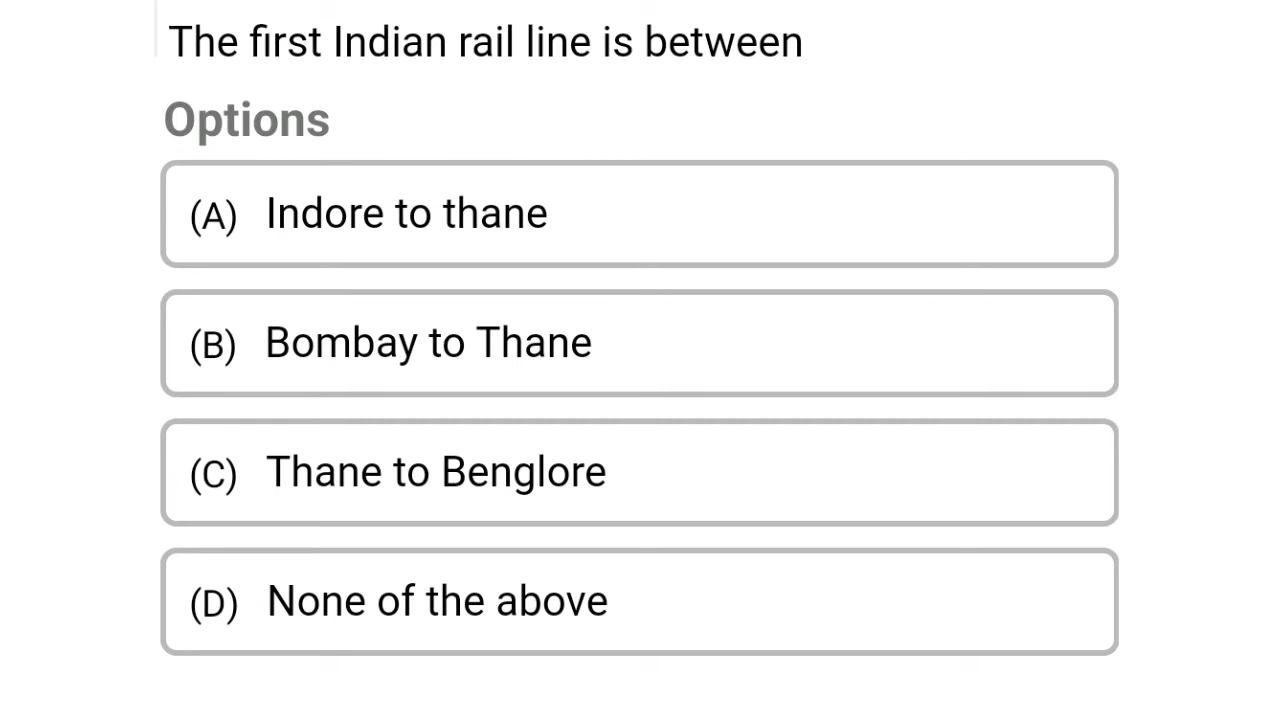 The first Indian rail line is between
Options
(A) Indore to thane
(B) Bombay to Thane
(C) Thane to Benglore
(D) None of the above